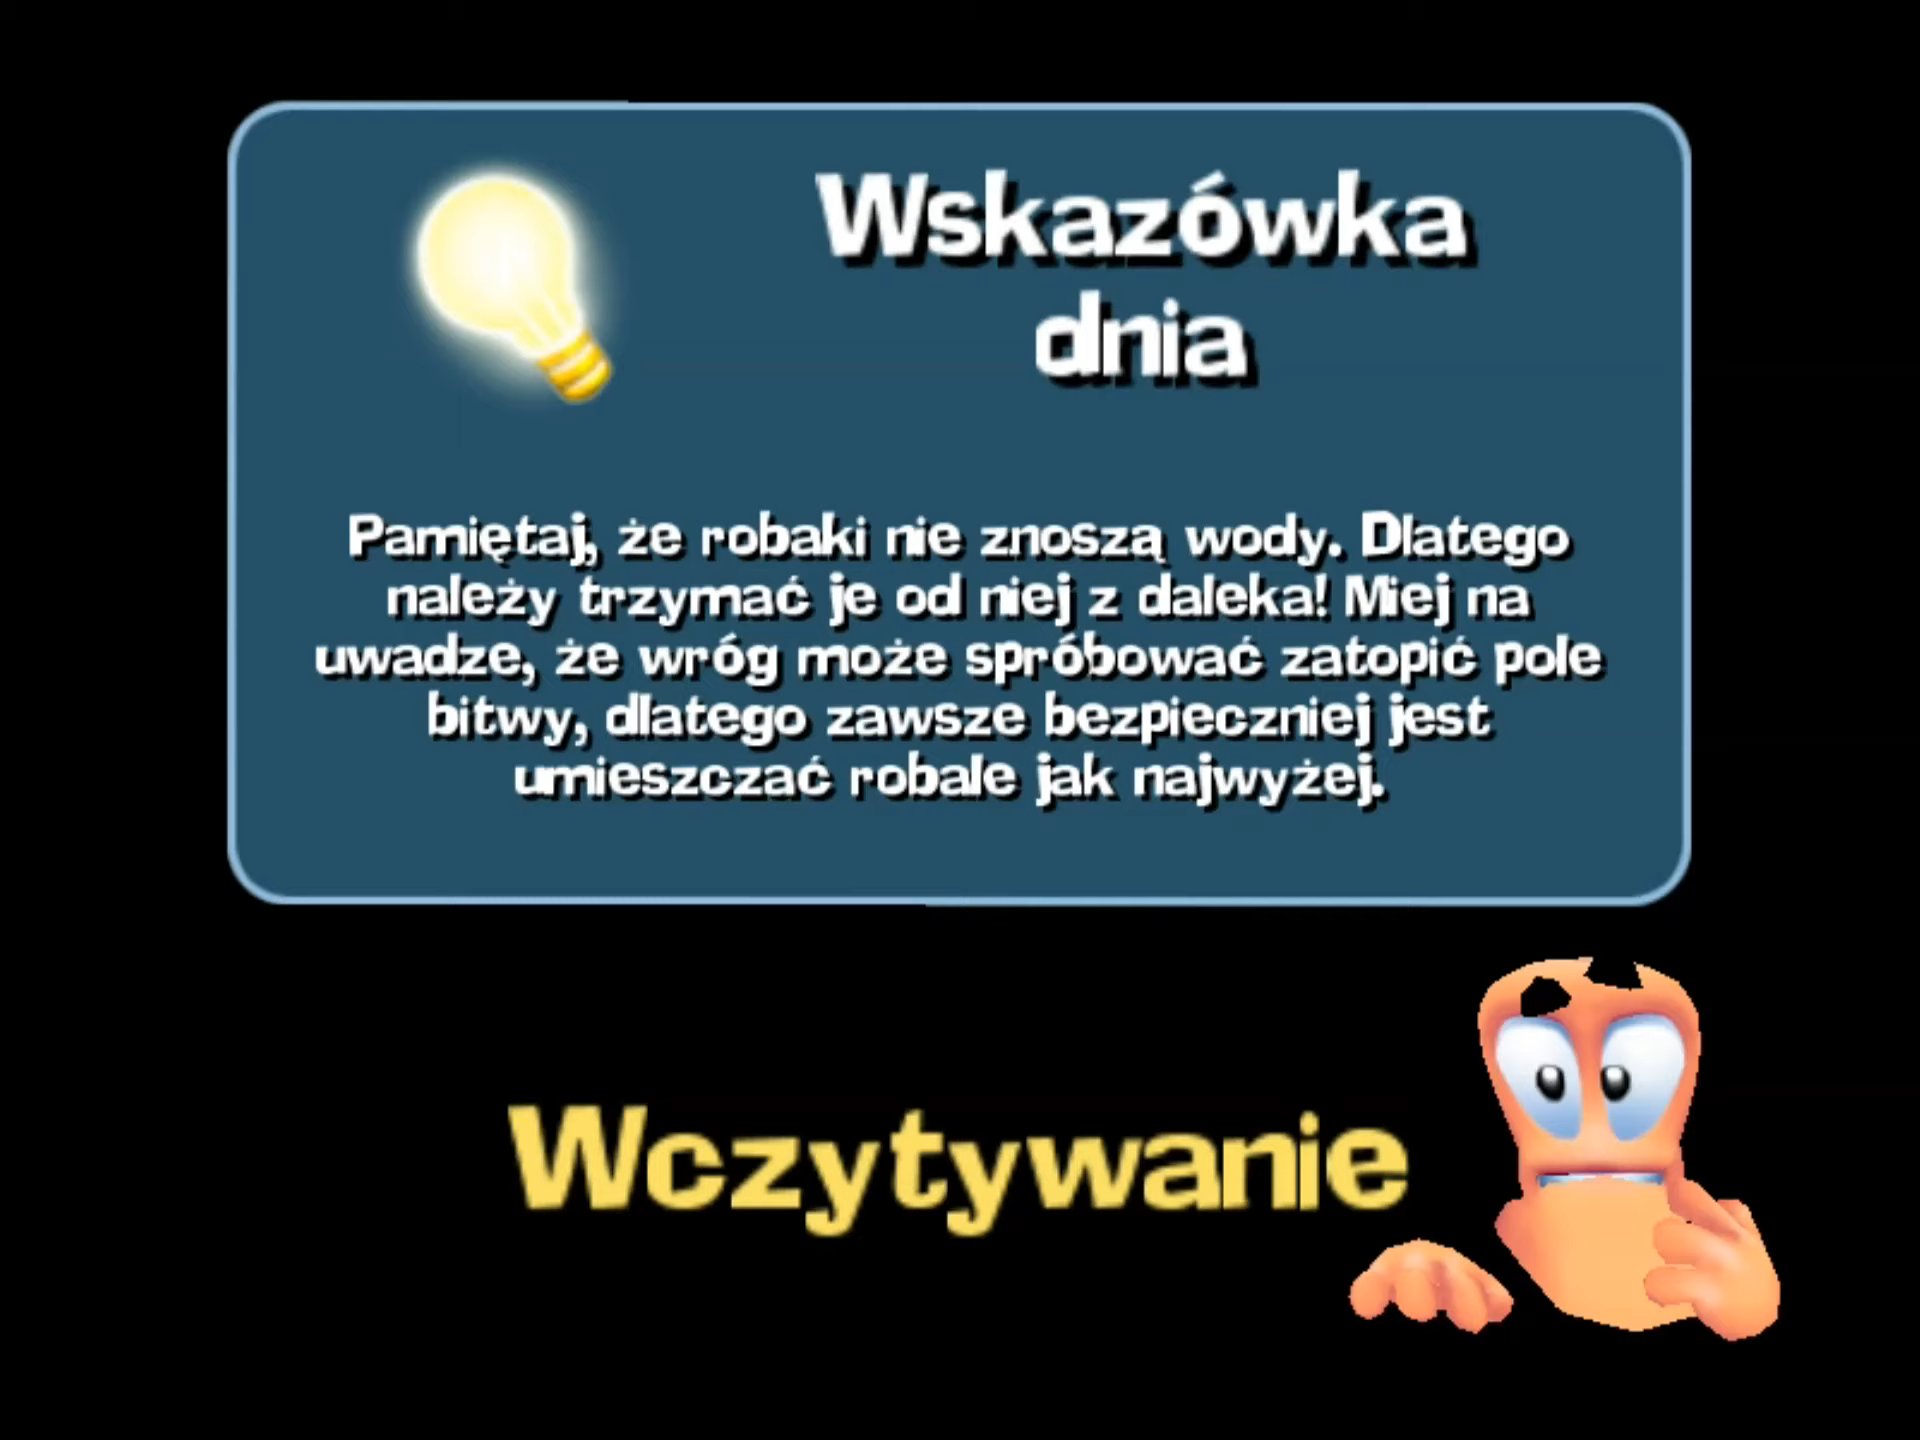 Wskazówka
dnia
Pamiętaj, że robaki nie znoszą wody. Dlatego
należy trzymać je od niej z daleka! Miej na
uwadze, że wróg może spróbować zatopić pole
bitwy, dlatego zawsze bezpieczniej jest
umieszczać robale jak najwyżej.
Wczytywanie